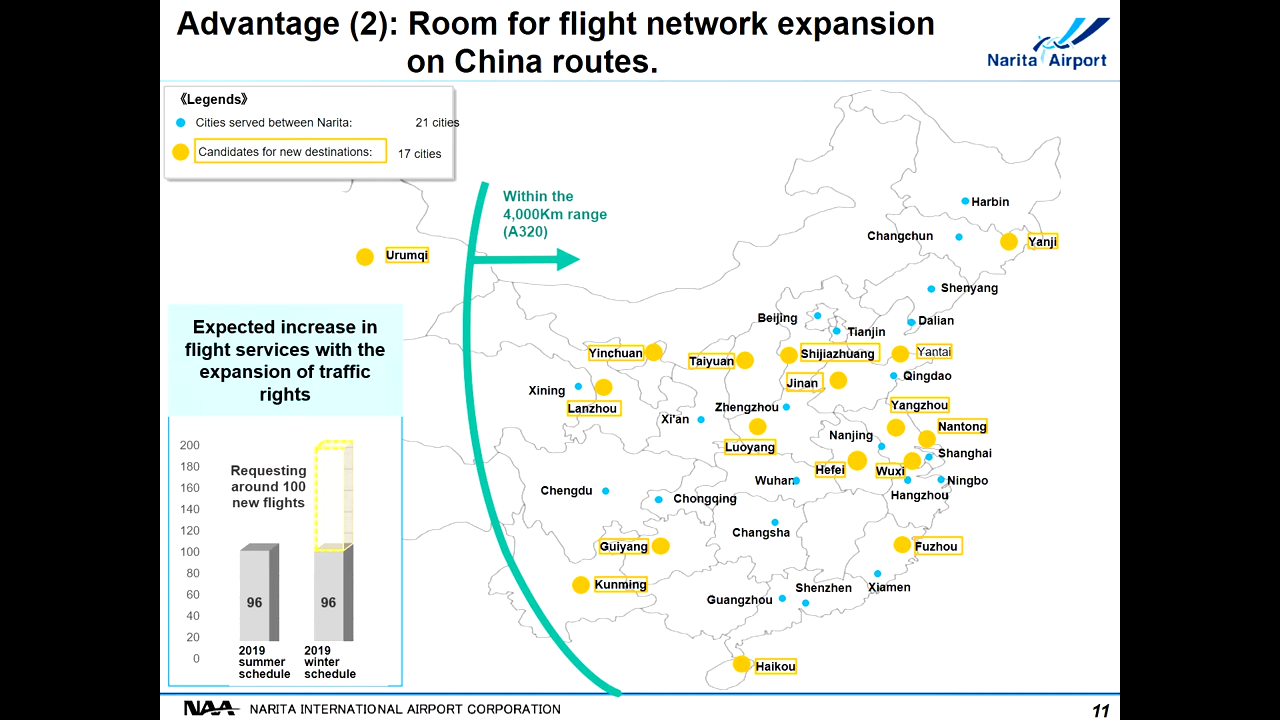 Advantage (2): Room for flight network expansion
on China routes.
Narita Airport
《Legends》
Cities served between Narita: 21 cities
Candidates for new destinations: 17 cities
Within the
4,000Km range
(A320)
Harbin
Changchun
Yanji
Urumqi
Shenyang
Beijing
Dalian
Tianjin
Yinchuan
Taiyuan
Shijiazhuang
Yantai
Jinan
Qingdao
Xining
Lanzhou
Zhengzhou
Yangzhou
Xi'an
Luoyang
Nanjing
Nantong
Shanghai
Hefei
Wuxi
Wuhan
Ningbo
Hangzhou
Chengdu
Chongqing
Changsha
Guiyang
Fuzhou
Kunming
Shenzhen
Xiamen
Guangzhou
Haikou
Expected increase in
flight services with the
expansion of traffic
rights
200
180
160
140
120
100
80
60
40
20
0
Requesting
around 100
new flights
96
96
2019
summer
schedule
2019
winter
schedule
NAA NARITA INTERNATIONAL AIRPORT CORPORATION
11